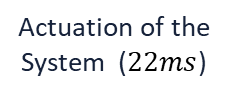 Actuation of the
System (22ms)